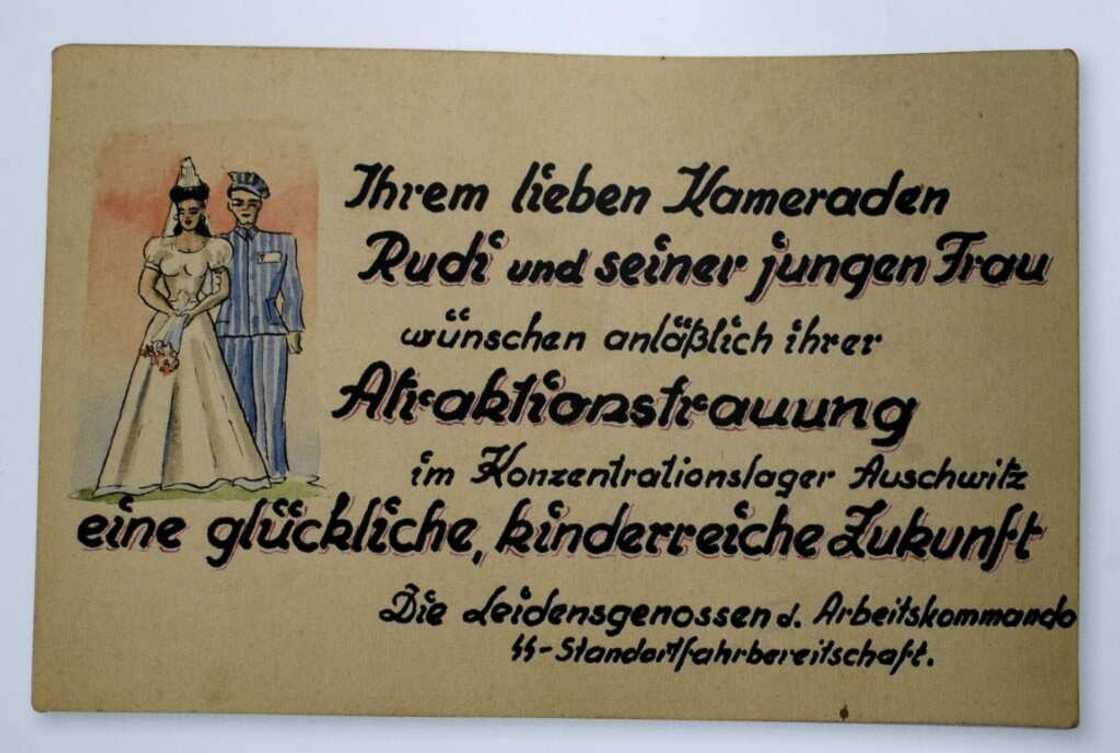 Ihrem lieben Kameraden
Rudi und seiner jungen Frau
wünschen anläßlich ihrer
Atraktionstrauung
im Konzentrationslager Auschwitz
eine glückliche, kinderreiche Zukunft
Die Leidensgenossen d. Arbeitskommando
SS-Standortfahrbereitschaft.